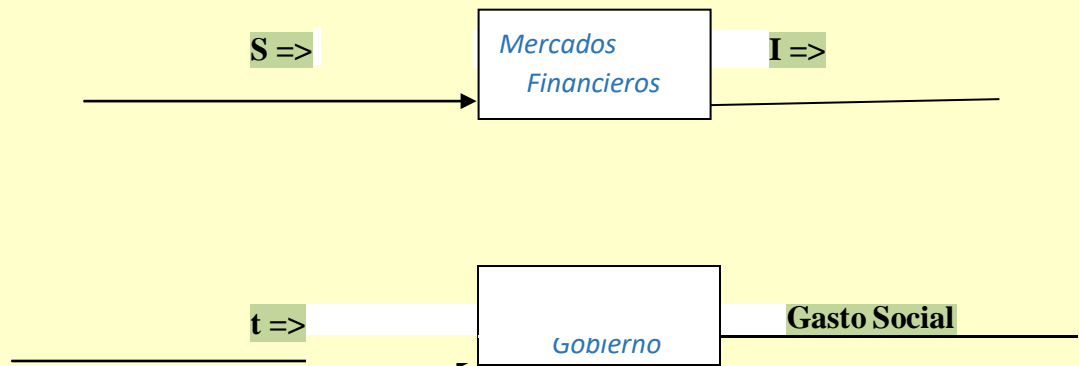 S =>
Mercados
Financieros
I =>
t =>
Gobierno
Gasto Social